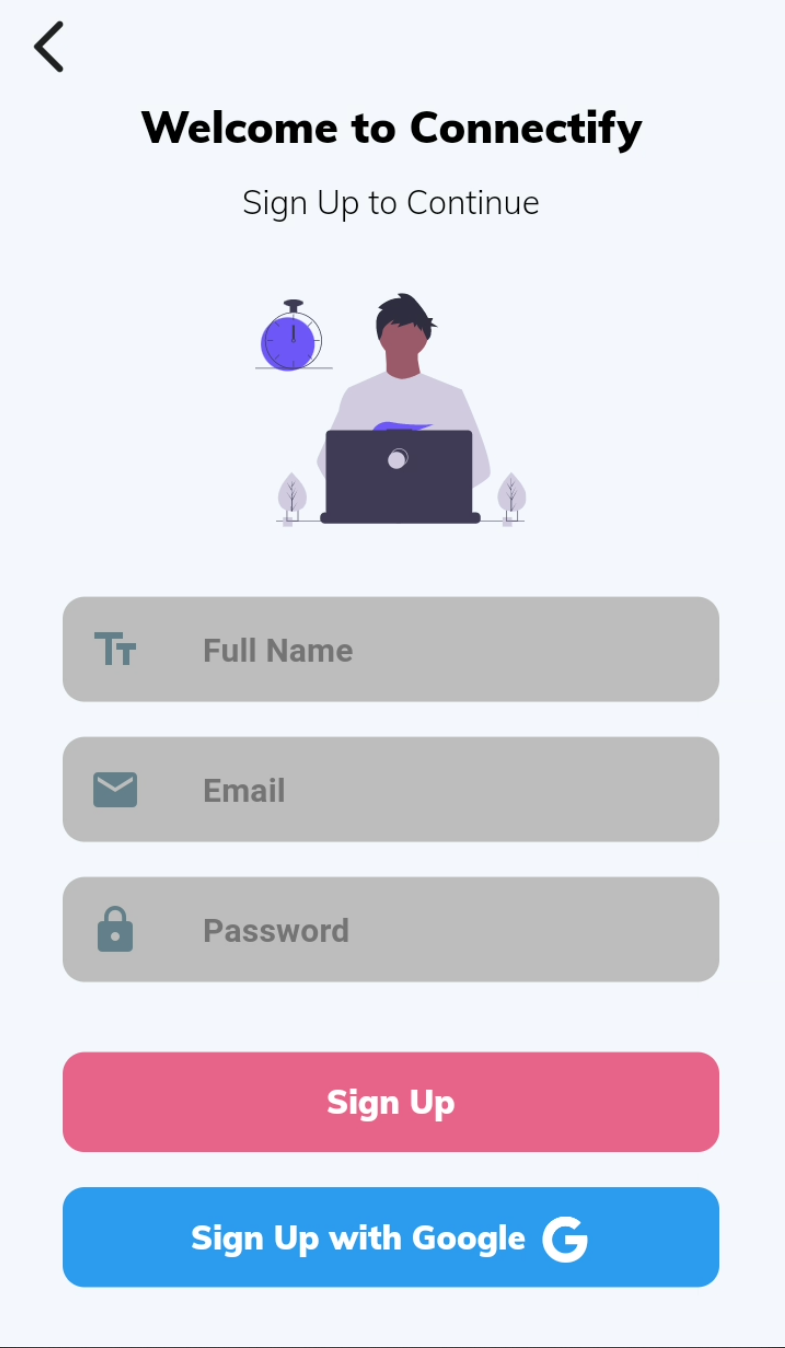 Welcome to Connectify
Sign Up to Continue
Full Name
Email
Password
Sign Up
Sign Up with Google